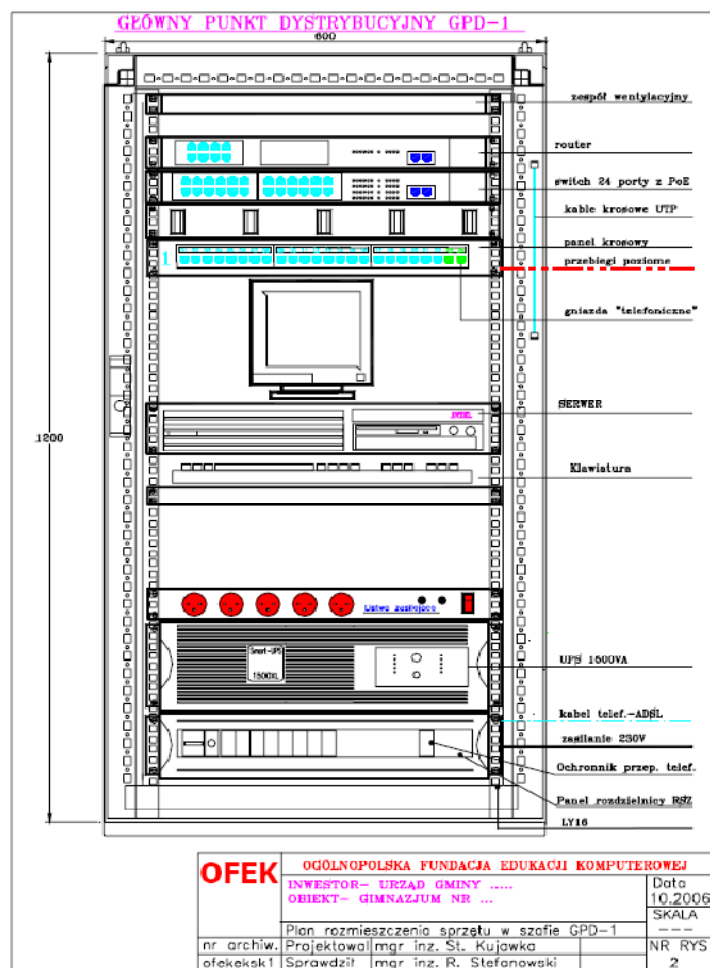 GŁÓWNY PUNKT DYSTRYBUCYJNY GPD-1
600
zespół wentylacyjny
router
switch 24 porty z PoE
kable krosowe UTP
panel krosowy
1
przebiegi poziome
gniazda "telefoniczne"
1200
SERWER
Klawiatura
Listwa zasilająca
UPS 1500VA
Smart-UPS
1500XL
kabel telef.-ADSL
zasilanie 230V
Ochronnik przep. telef.
Panel rozdzielnicy RSZ
LY16
OFEK
OGÓLNOPOLSKA FUNDACJA EDUKACJI KOMPUTEROWEJ
INWESTOR- URZĄD GMINY .....
OBIEKT- GIMNAZJUM NR ...
Data
10.2006
SKALA
Plan rozmieszczenia sprzętu w szafie GPD-1
---
nr archiw. Projektował mgr inz. St. Kujawka NR RYS
ofekeksk1 Sprawdził mgr inz. R. Stefanowski 2